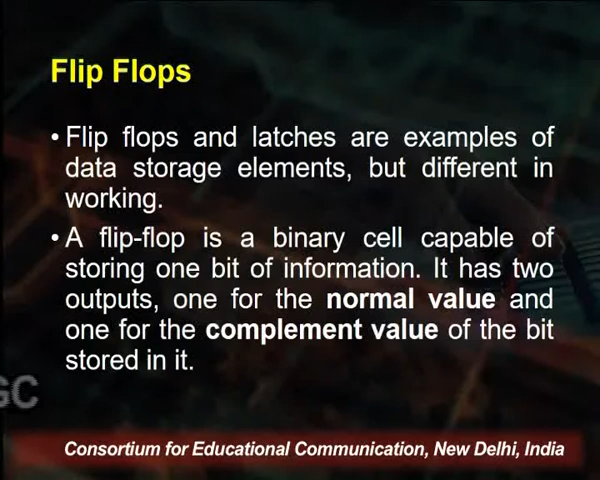 Flip Flops
• Flip flops and latches are examples of
data storage elements, but different in
working.
• A flip-flop is a binary cell capable of
storing one bit of information. It has two
outputs, one for the normal value and
one for the complement value of the bit
stored in it.
GC
Consortium for Educational Communication, New Delhi, India